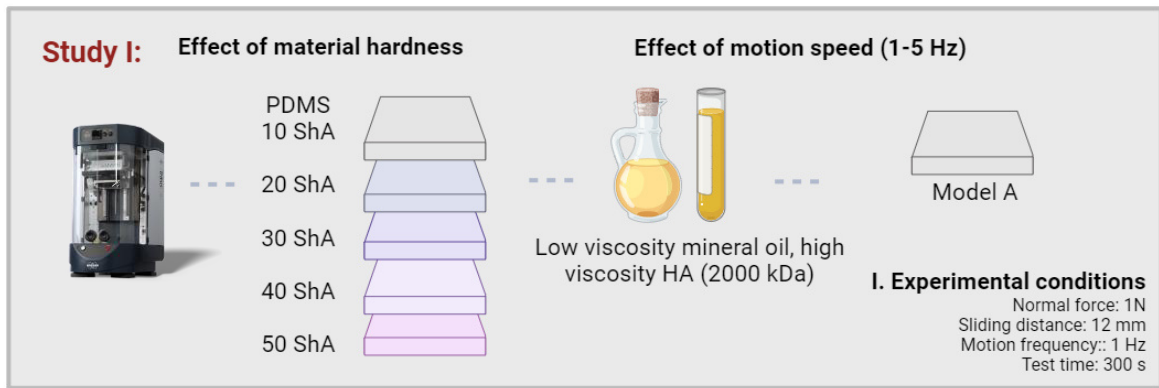 Study I:
Effect of material hardness
Effect of motion speed (1-5 Hz)
PDMS
10 ShA
20 ShA
30 ShA
40 ShA
50 ShA
Low viscosity mineral oil, high
viscosity HA (2000 kDa)
Model A
I. Experimental conditions
Normal force: 1N
Sliding distance: 12 mm
Motion frequency:: 1 Hz
Test time: 300 s